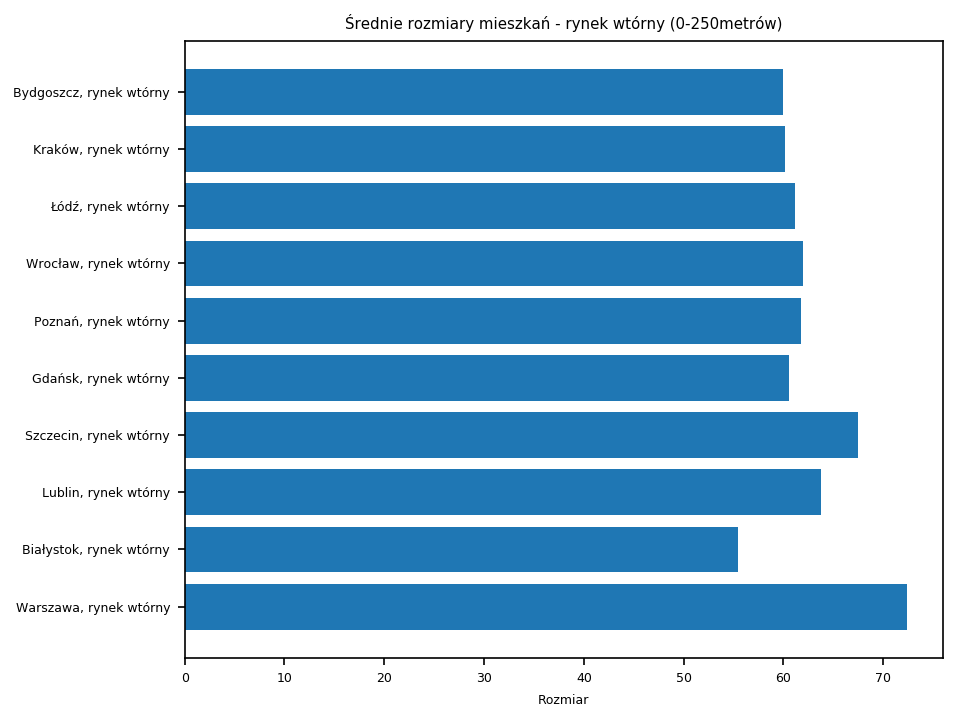 Średnie rozmiary mieszkań - rynek wtórny (0-250metrów)
Bydgoszcz, rynek wtórny
Kraków, rynek wtórny
Łódź, rynek wtórny
Wrocław, rynek wtórny
Poznań, rynek wtórny
Gdańsk, rynek wtórny
Szczecin, rynek wtórny
Lublin, rynek wtórny
Białystok, rynek wtórny
Warszawa, rynek wtórny
0 10 20 30 40 50 60 70
Rozmiar